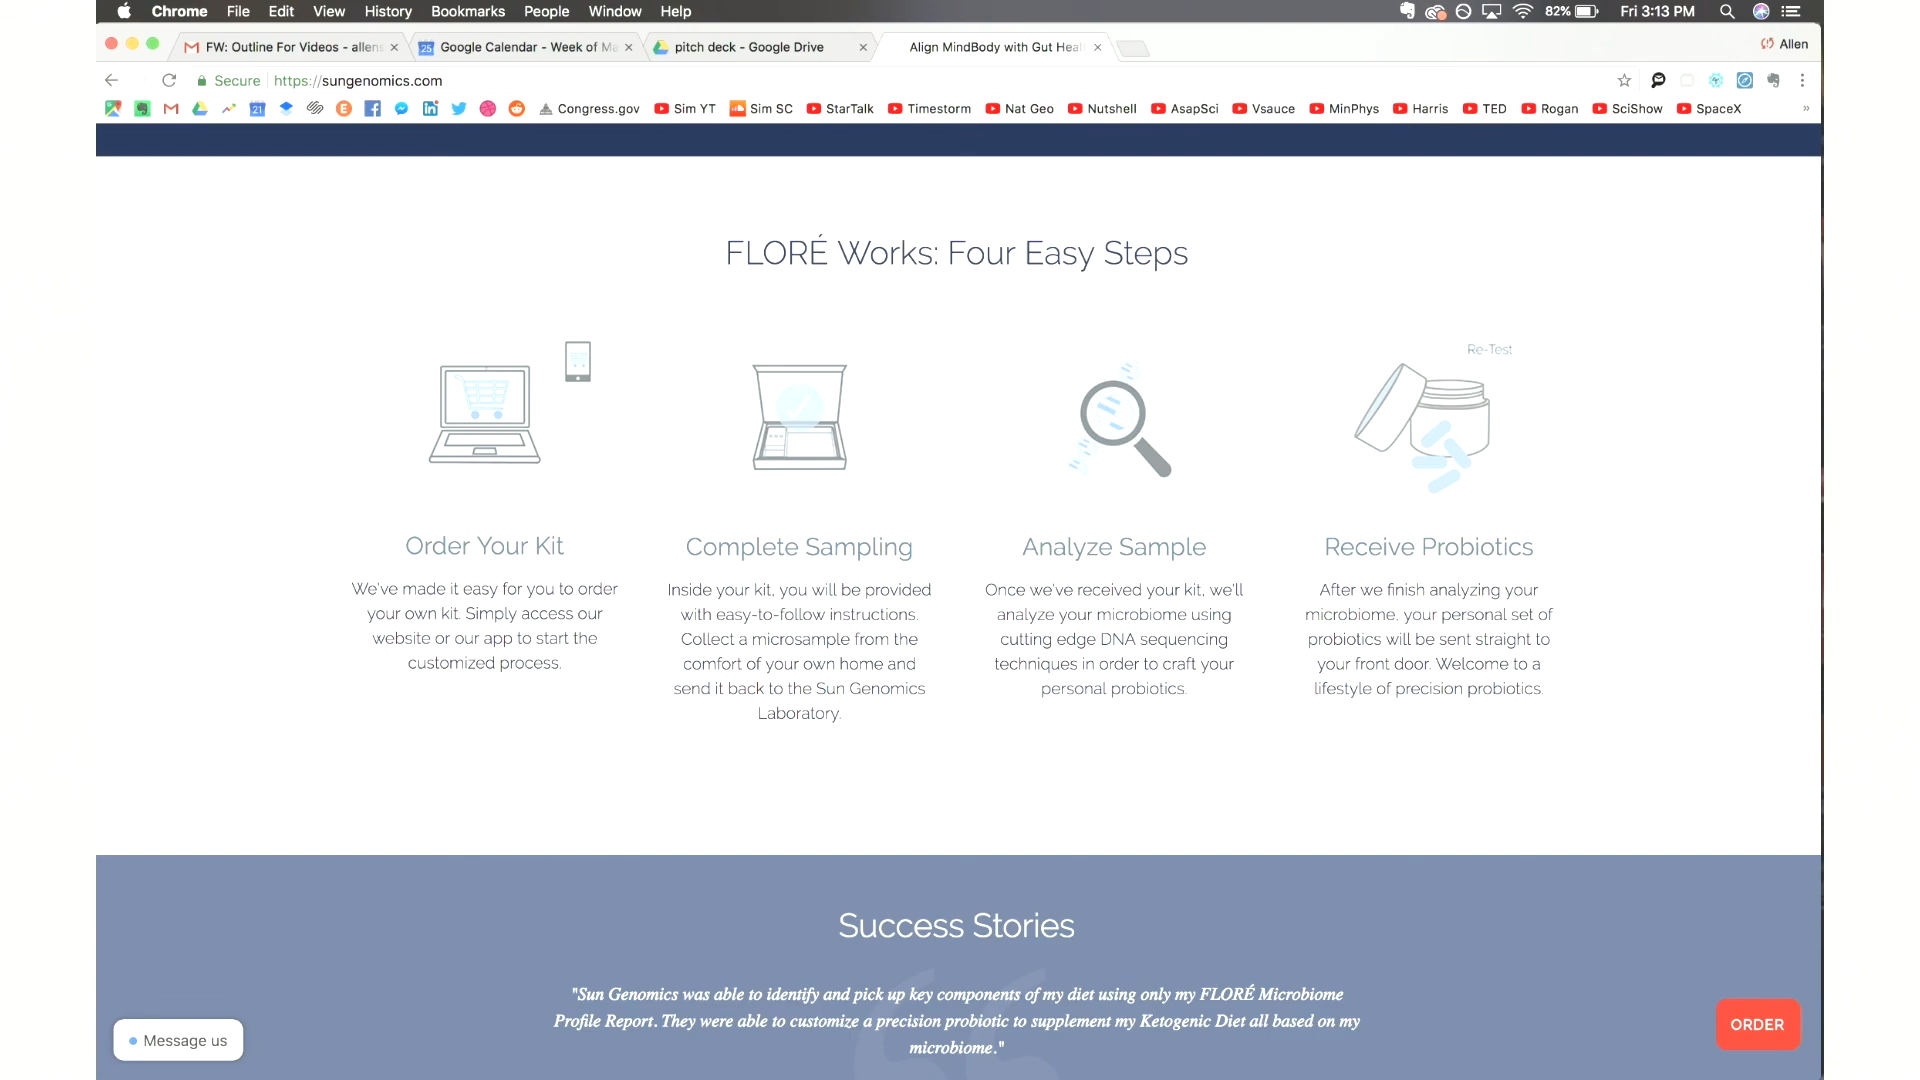 Chrome File Edit View History Bookmarks People Window Help 82% Fri 3:13 PM
FW: Outline For Videos - allens Google Calendar - Week of Ma pitch deck - Google Drive Align MindBody with Gut Heal Allen
Secure https://sungenomics.com
21 Congress.gov Sim YT Sim SC StarTalk Timestorm Nat Geo Nutshell AsapSci Vsauce MinPhys Harris TED Rogan SciShow SpaceX »
FLORÉ Works: Four Easy Steps
Re-Test
Order Your Kit
We've made it easy for you to order
your own kit. Simply access our
website or our app to start the
customized process.
Complete Sampling
Inside your kit, you will be provided
with easy-to-follow instructions.
Collect a microsample from the
comfort of your own home and
send it back to the Sun Genomics
Laboratory.
Analyze Sample
Once we've received your kit, we'll
analyze your microbiome using
cutting edge DNA sequencing
techniques in order to craft your
personal probiotics.
Receive Probiotics
After we finish analyzing your
microbiome, your personal set of
probiotics will be sent straight to
your front door. Welcome to a
lifestyle of precision probiotics.
Success Stories
"Sun Genomics was able to identify and pick up key components of my diet using only my FLORÉ Microbiome
Profile Report. They were able to customize a precision probiotic to supplement my Ketogenic Diet all based on my
microbiome."
Message us
ORDER